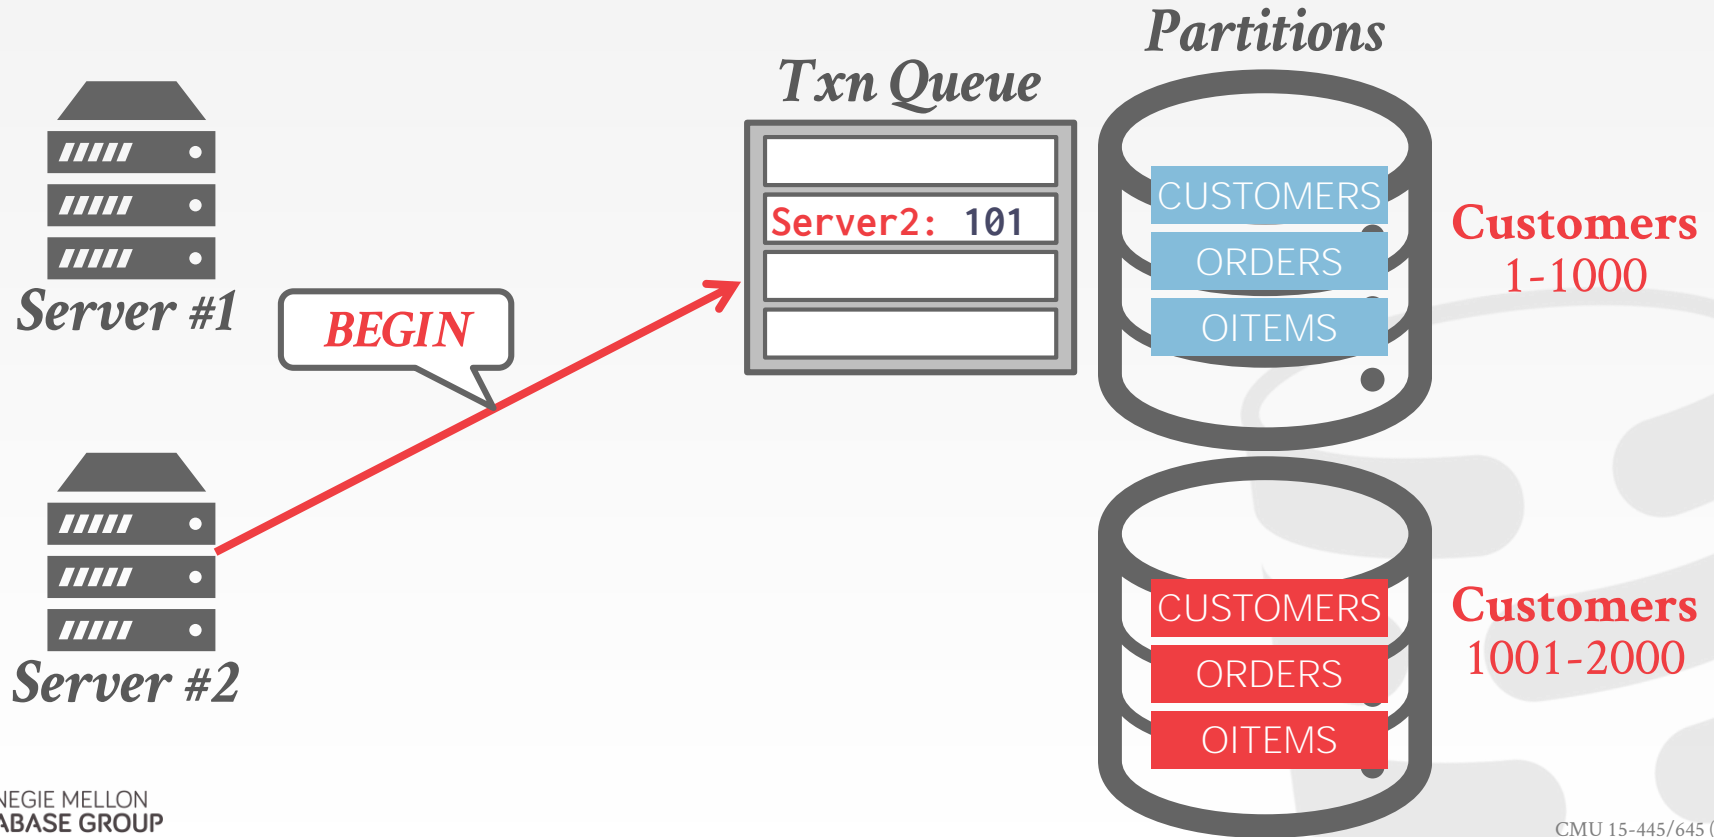 Partitions
Txn Queue
Server2: 101
CUSTOMERS
ORDERS
OITEMS
Customers
1-1000
Server #1
BEGIN
Server #2
CUSTOMERS
ORDERS
OITEMS
Customers
1001-2000
NEGIE MELLON
ABASE GROUP
CMU 15-445/645 (